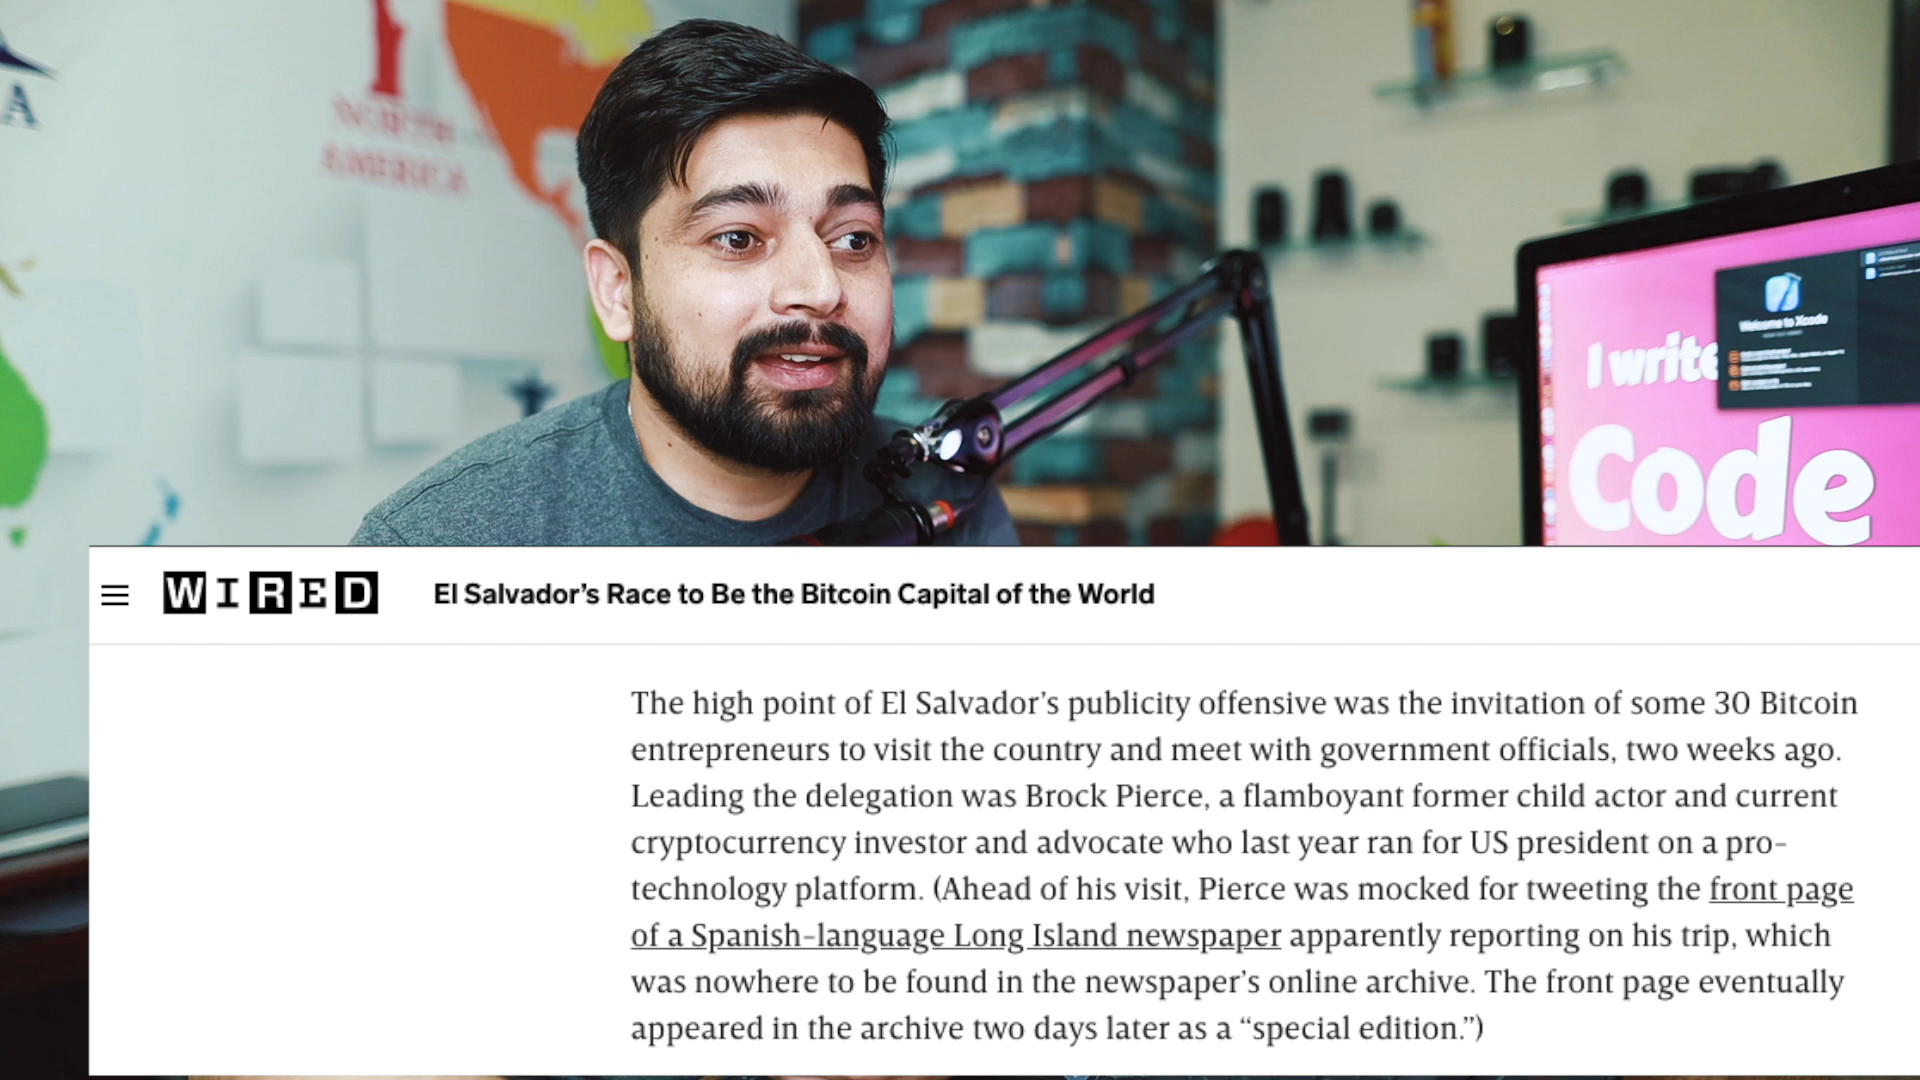 A
NORTH
AMERICA
I write
Welcome to Xcode
Code
WIRED
El Salvador’s Race to Be the Bitcoin Capital of the World
The high point of El Salvador’s publicity offensive was the invitation of some 30 Bitcoin
entrepreneurs to visit the country and meet with government officials, two weeks ago.
Leading the delegation was Brock Pierce, a flamboyant former child actor and current
cryptocurrency investor and advocate who last year ran for US president on a pro-
technology platform. (Ahead of his visit, Pierce was mocked for tweeting the front page
of a Spanish-language Long Island newspaper apparently reporting on his trip, which
was nowhere to be found in the newspaper’s online archive. The front page eventually
appeared in the archive two days later as a “special edition.”)